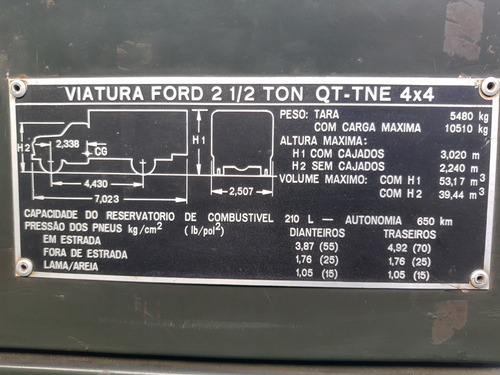 VIATURA FORD 2 1/2 TON QT-TNE 4x4
PESO: TARA 5480 kg
COM CARGA MAXIMA 10510 kg
ALTURA MAXIMA:
H1 COM CAJADOS 3,020 m
H2 SEM CAJADOS 2,240 m
VOLUME MAXIMO: COM H1 53,17 m³
COM H2 39,44 m³
H2
2,338
CG
H1
4,430
7,023
2,507
CAPACIDADE DO RESERVATORIO DE COMBUSTIVEL 210 L — AUTONOMIA 650 km
PRESSÃO DOS PNEUS kg/cm² (lb/pol²) DIANTEIROS TRASEIROS
EM ESTRADA 3,87 (55) 4,92 (70)
FORA DE ESTRADA 1,76 (25) 1,76 (25)
LAMA/AREIA 1,05 (15) 1,05 (15)